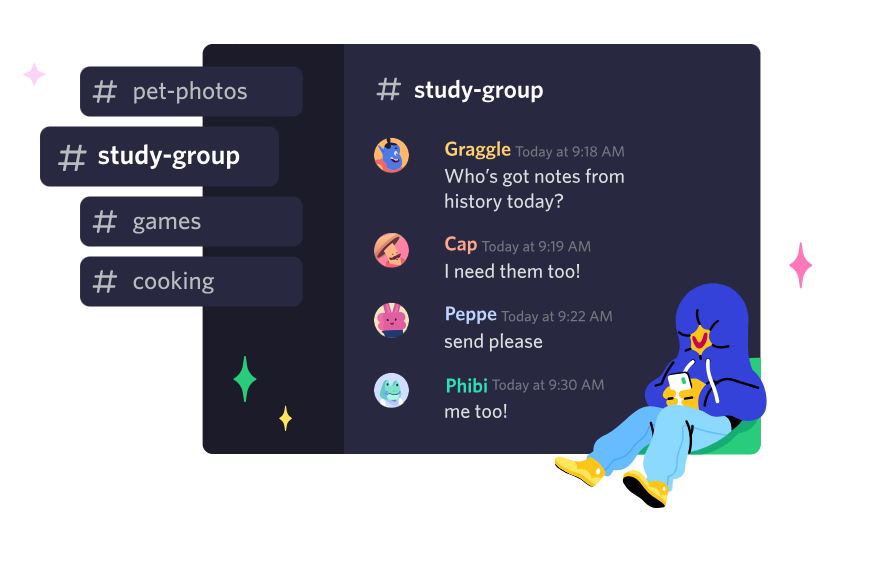 # pet-photos
# study-group
# games
# cooking
# study-group
Graggle Today at 9:18 AM
Who's got notes from
history today?
Cap Today at 9:19 AM
I need them too!
Peppe Today at 9:22 AM
send please
Phibi Today at 9:30 AM
me too!